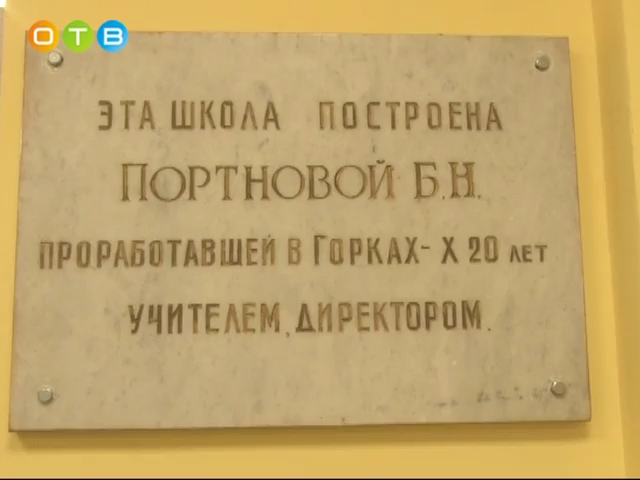 ОТВ
ЭТА ШКОЛА ПОСТРОЕНА
ПОРТНОВОЙ Б.Н.
ПРОРАБОТАВШЕЙ В ГОРКАХ-Х 20 ЛЕТ
УЧИТЕЛЕМ, ДИРЕКТОРОМ.